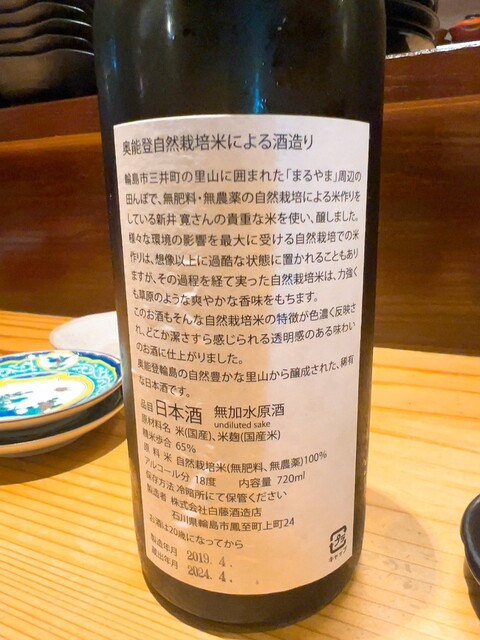 奥能登自然栽培米による酒造り
輪島市三井町の里山に囲まれた「まるやま」周辺の
田んぼで、無肥料・無農薬の自然栽培による米作りを
している新井 寛さんの貴重な米を使い、醸しました。
様々な環境の影響を最大に受ける自然栽培での米
作りは、想像以上に過酷な状態に置かれることもあり
ますが、その過程を経て実った自然栽培米は、力強く
も草原のような爽やかな香味をもちます。
このお酒もそんな自然栽培米の特徴が色濃く反映さ
れ、どこか潔さすら感じられる透明感のある味わい
のお酒に仕上がりました。
奥能登輪島の自然豊かな里山から醸成された、稀有
な日本酒です。
品目 日本酒 無加水原酒
undiluted sake
原材料名 米(国産)、米麹(国産米)
精米歩合 65%
原料米 自然栽培米(無肥料、無農薬)100%
アルコール分 18度 内容量 720ml
保存方法:冷暗所にて保管ください
製造者 株式会社白藤酒造店
石川県輪島市鳳至町上町24
お酒は20歳になってから
製造年月 2019.4.
蔵出年月 2024.4.
プラ
キャップ